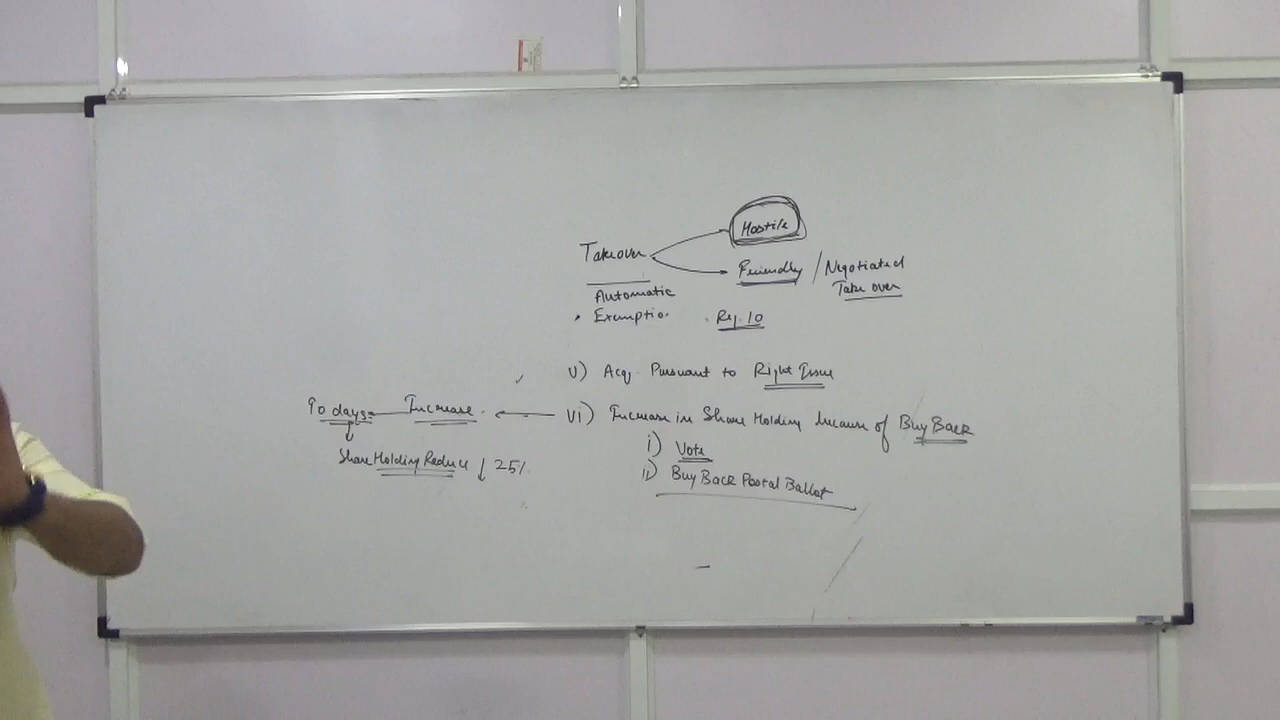 Hostile
Takeover
Friendly / Negotiated
Take over
Automatic
Exemption . Reg. 10
v) Acq. Pursuant to Right Issue
vi) Increase in Share Holding because of Buy Back
Increase
days
i) Vote
Share Holding Reduce ↓ 25%
ii) Buy Back Postal Ballot